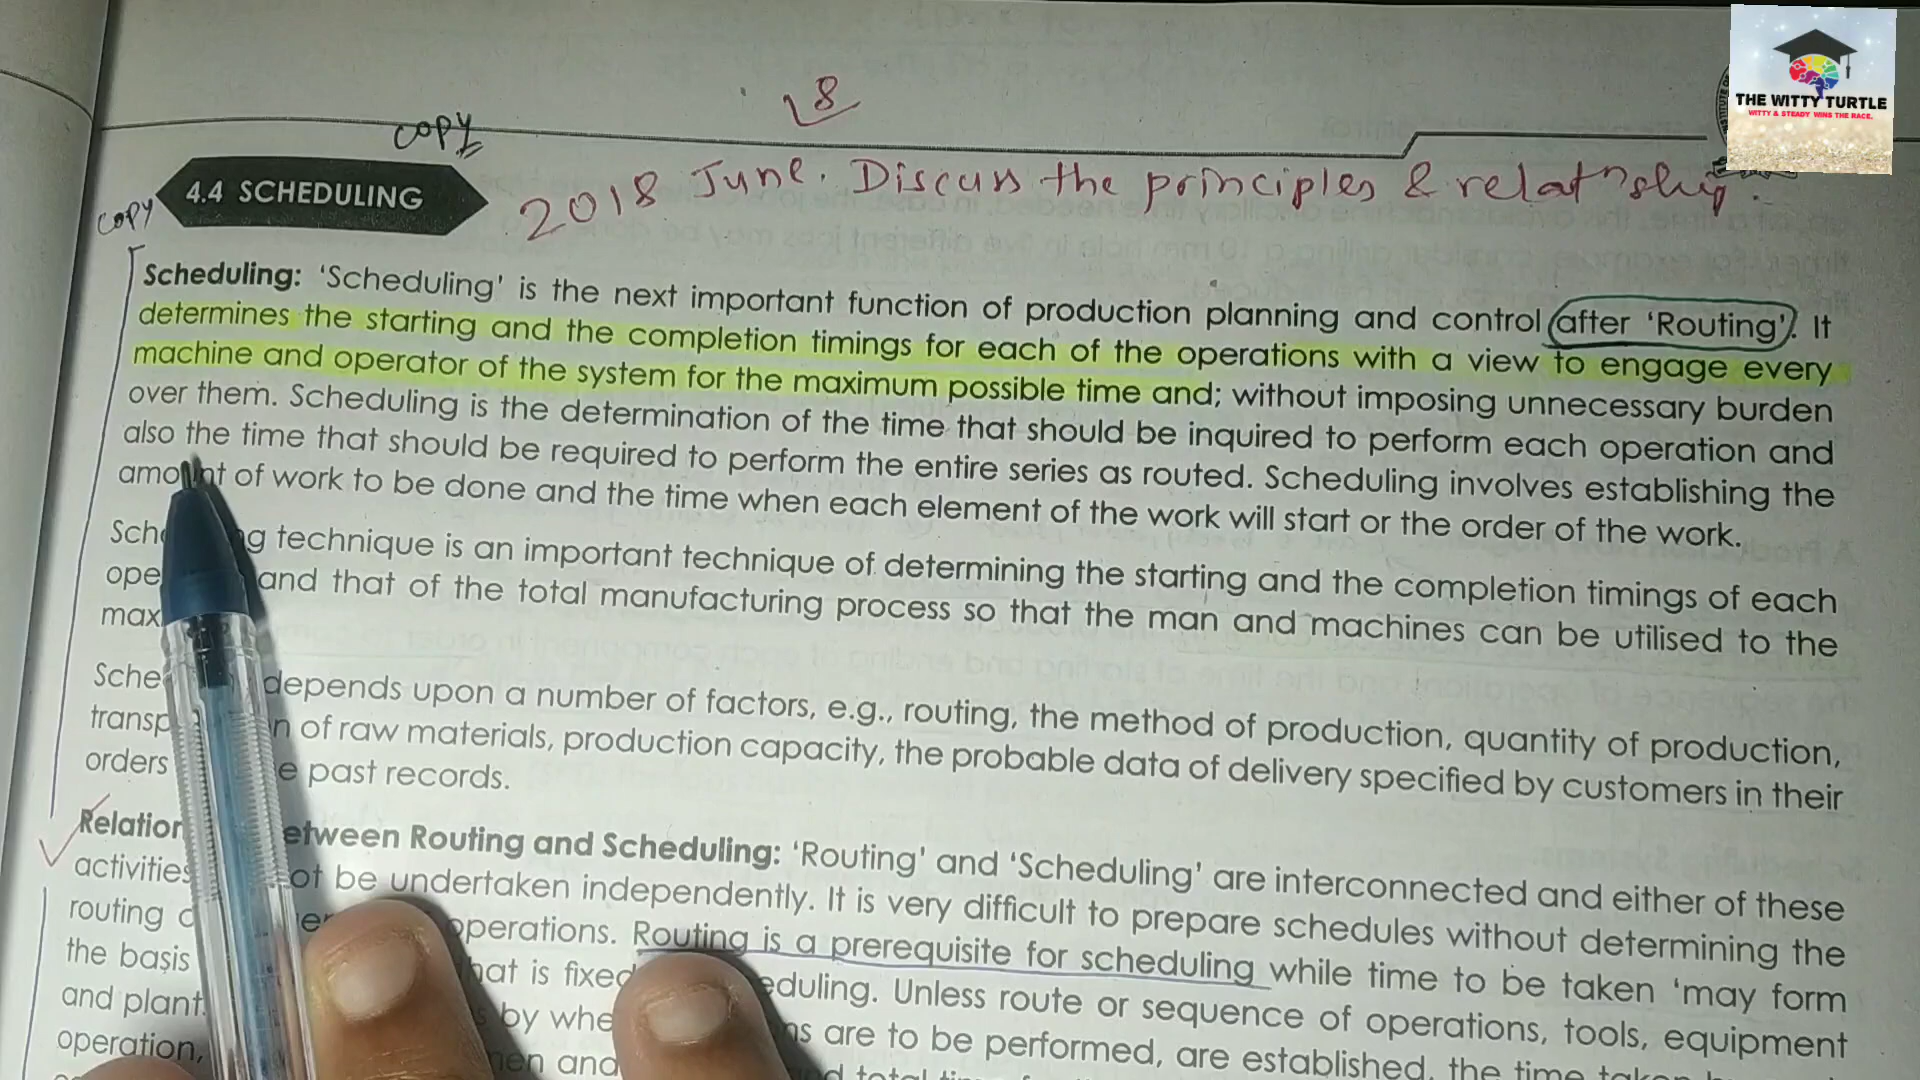 THE WITTY TURTLE
WITTY & STEADY WINS THE RACE.
8
copy
2018 June. Discuss the principles & relatnship.
4.4 SCHEDULING
copy
Scheduling: ‘Scheduling’ is the next important function of production planning and control after ‘Routing’. It
determines the starting and the completion timings for each of the operations with a view to engage every
machine and operator of the system for the maximum possible time and; without imposing unnecessary burden
over them. Scheduling is the determination of the time that should be inquired to perform each operation and
also the time that should be required to perform the entire series as routed. Scheduling involves establishing the
amount of work to be done and the time when each element of the work will start or the order of the work.
technique is an important technique of determining the starting and the completion timings of each
and that of the total manufacturing process so that the man and machines can be utilised to the
depends upon a number of factors, e.g., routing, the method of production, quantity of production,
of raw materials, production capacity, the probable data of delivery specified by customers in their
orders past records.
between Routing and Scheduling: ‘Routing’ and ‘Scheduling’ are interconnected and either of these
activities not be undertaken independently. It is very difficult to prepare schedules without determining the
routing operations. Routing is a prerequisite for scheduling while time to be taken ‘may form
the basis that is fixed scheduling. Unless route or sequence of operations, tools, equipment
and plant by are to be performed, are established, the time
operation, men and total